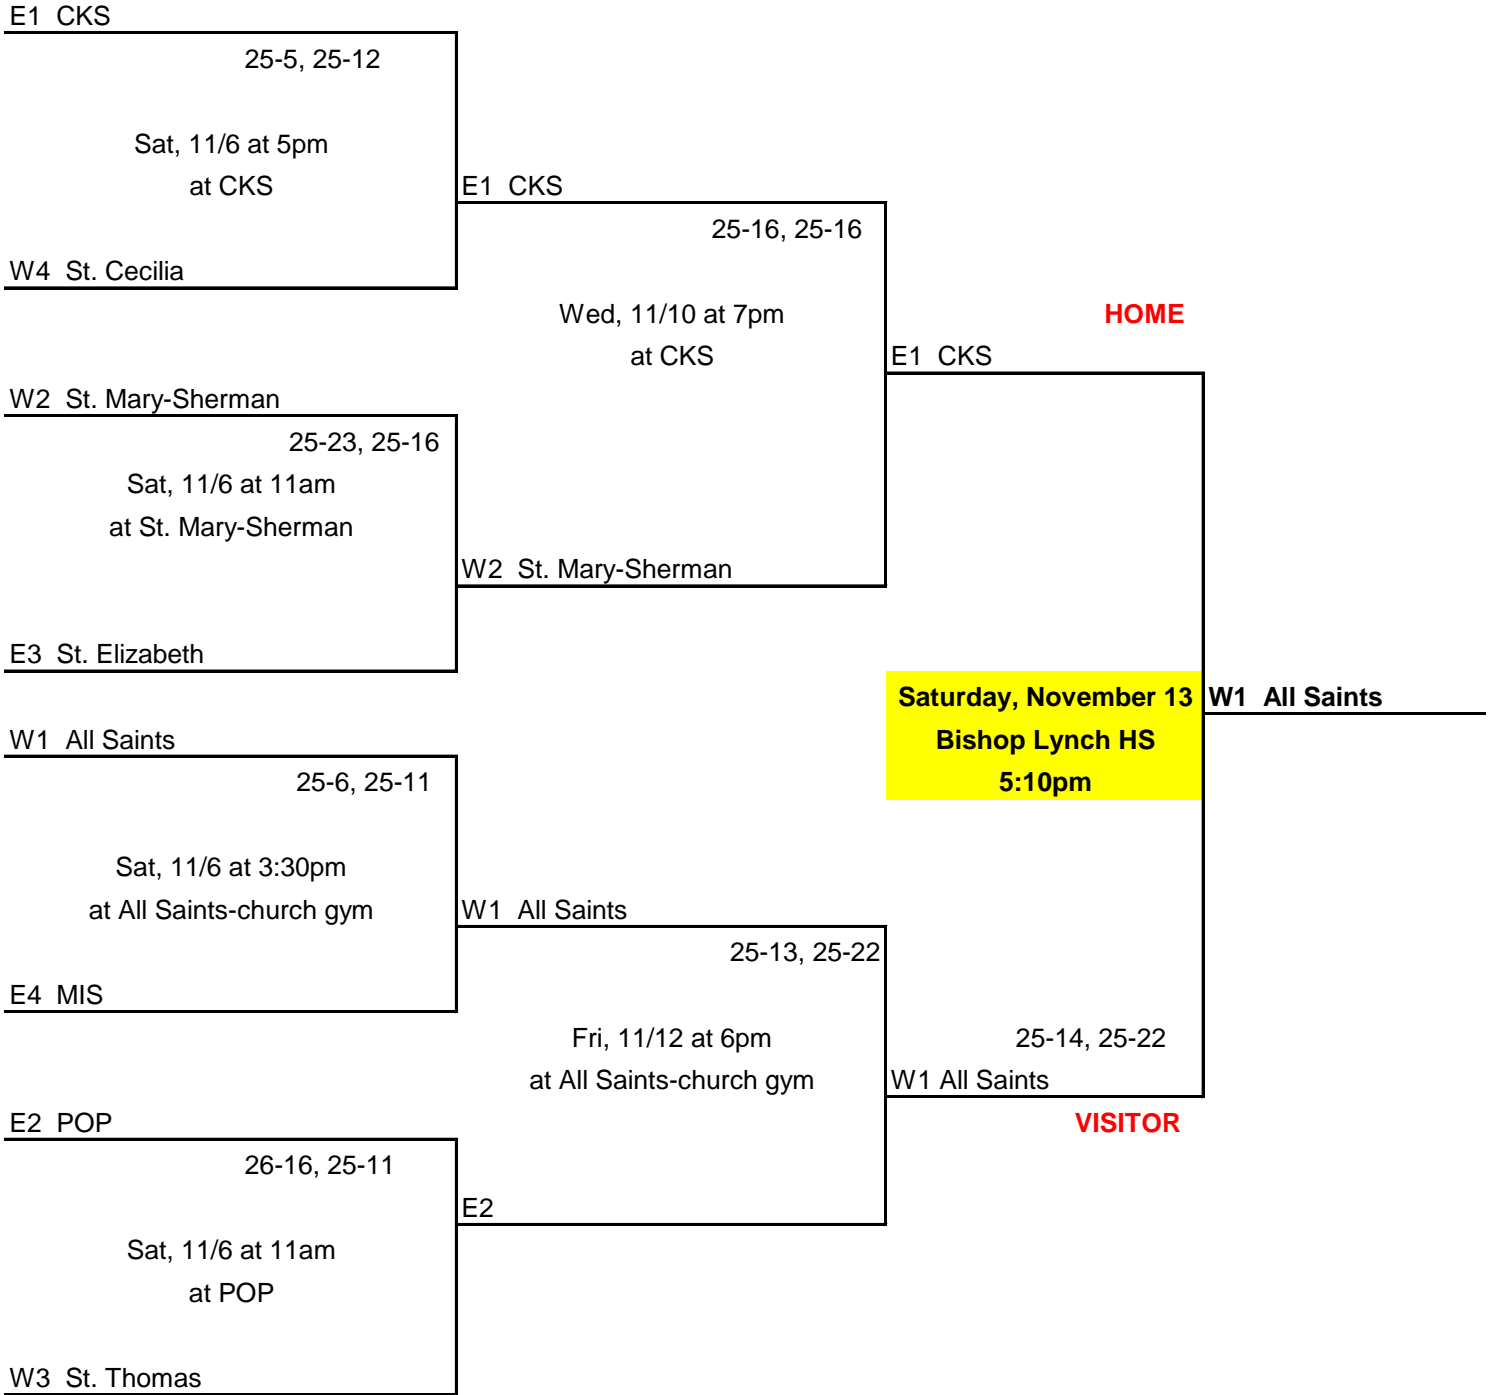 E1 CKS
25-5, 25-12
Sat, 11/6 at 5pm
at CKS
E1 CKS
25-16, 25-16
W4 St. Cecilia
Wed, 11/10 at 7pm
HOME
at CKS
E1 CKS
W2 St. Mary-Sherman
25-23, 25-16
Sat, 11/6 at 11am
at St. Mary-Sherman
W2 St. Mary-Sherman
E3 St. Elizabeth
Saturday, November 13
W1 All Saints
W1 All Saints
Bishop Lynch HS
25-6, 25-11
5:10pm
Sat, 11/6 at 3:30pm
at All Saints-church gym
W1 All Saints
25-13, 25-22
E4 MIS
Fri, 11/12 at 6pm
25-14, 25-22
at All Saints-church gym
W1 All Saints
E2 POP
VISITOR
26-16, 25-11
E2
Sat, 11/6 at 11am
at POP
W3 St. Thomas